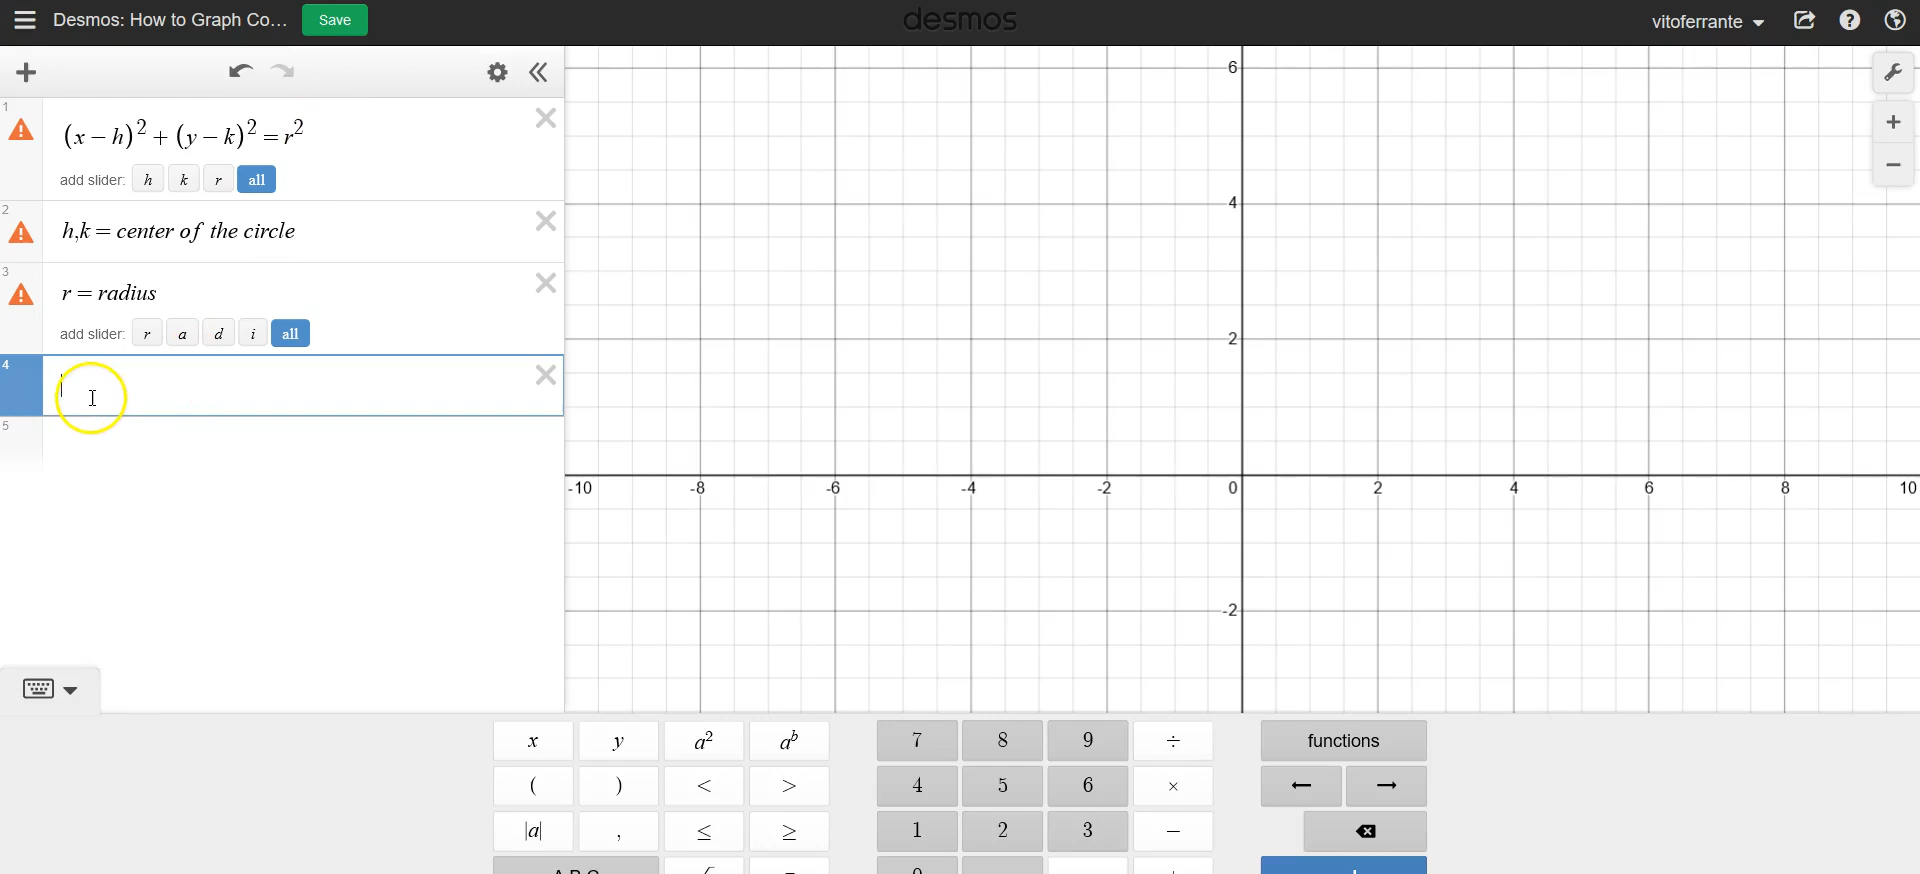 Desmos: How to Graph Co... Save desmos vitoferrante ?
1
(x − h)² + (y − k)² = r²
add slider: h k r all
2
h,k = center of the circle
3
r = radius
add slider: r a d i all
4
5
6
4
2
-10 -8 -6 -4 -2 0 2 4 6 8 10
-2
x y a² aᵇ 7 8 9 ÷ functions
( ) < > 4 5 6 × ← →
|a| , ≤ ≥ 1 2 3 −
A B C 0